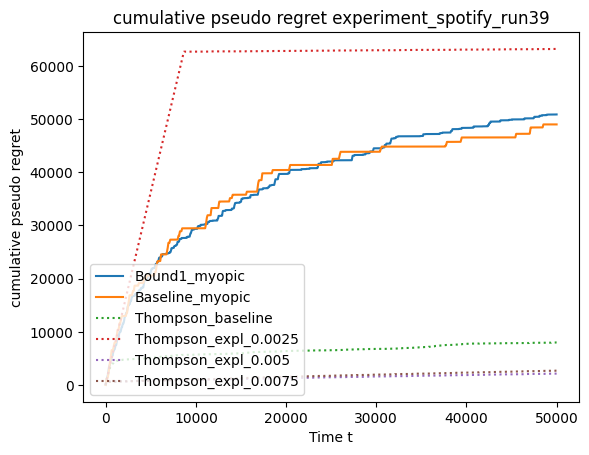 cumulative pseudo regret experiment_spotify_run39
cumulative pseudo regret
60000
50000
40000
30000
20000
10000
0
Bound1_myopic
Baseline_myopic
Thompson_baseline
Thompson_expl_0.0025
Thompson_expl_0.005
Thompson_expl_0.0075
0 10000 20000 30000 40000 50000
Time t